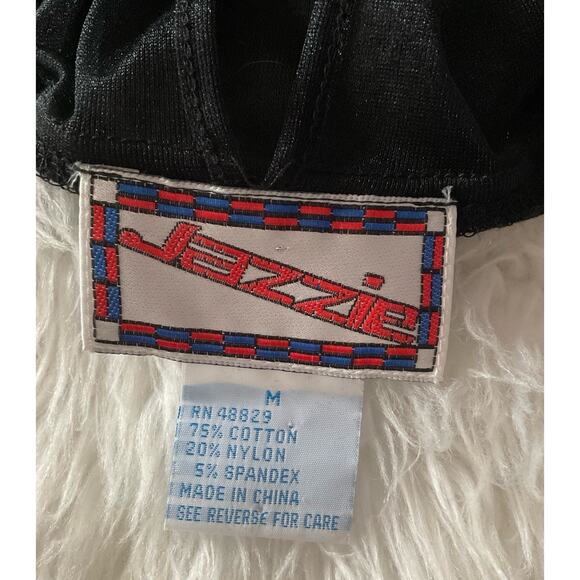 Jazzie
M
RN 48829
75% COTTON
20% NYLON
5% SPANDEX
MADE IN CHINA
SEE REVERSE FOR CARE